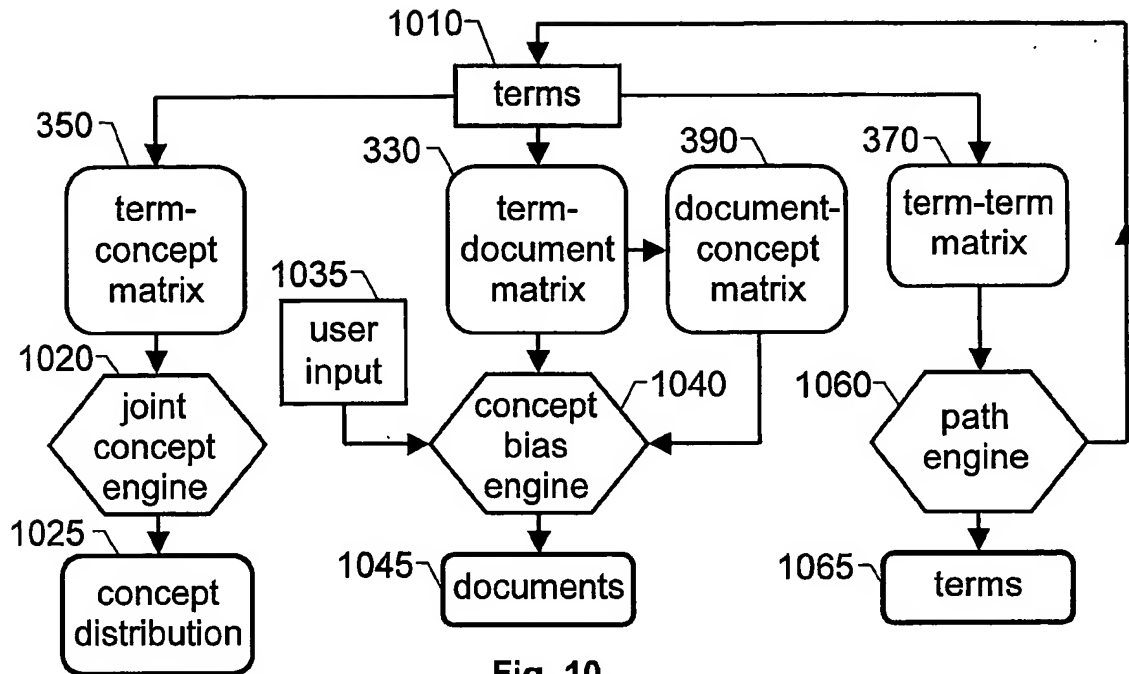 1010
terms
350
330
390
370
term-
concept
matrix
term-
document
matrix
document-
concept
matrix
term-term
matrix
1035
user
input
1020
joint
concept
engine
concept
bias
engine
1040
1060
path
engine
1025
concept
distribution
1045
documents
1065
terms
Fig. 10